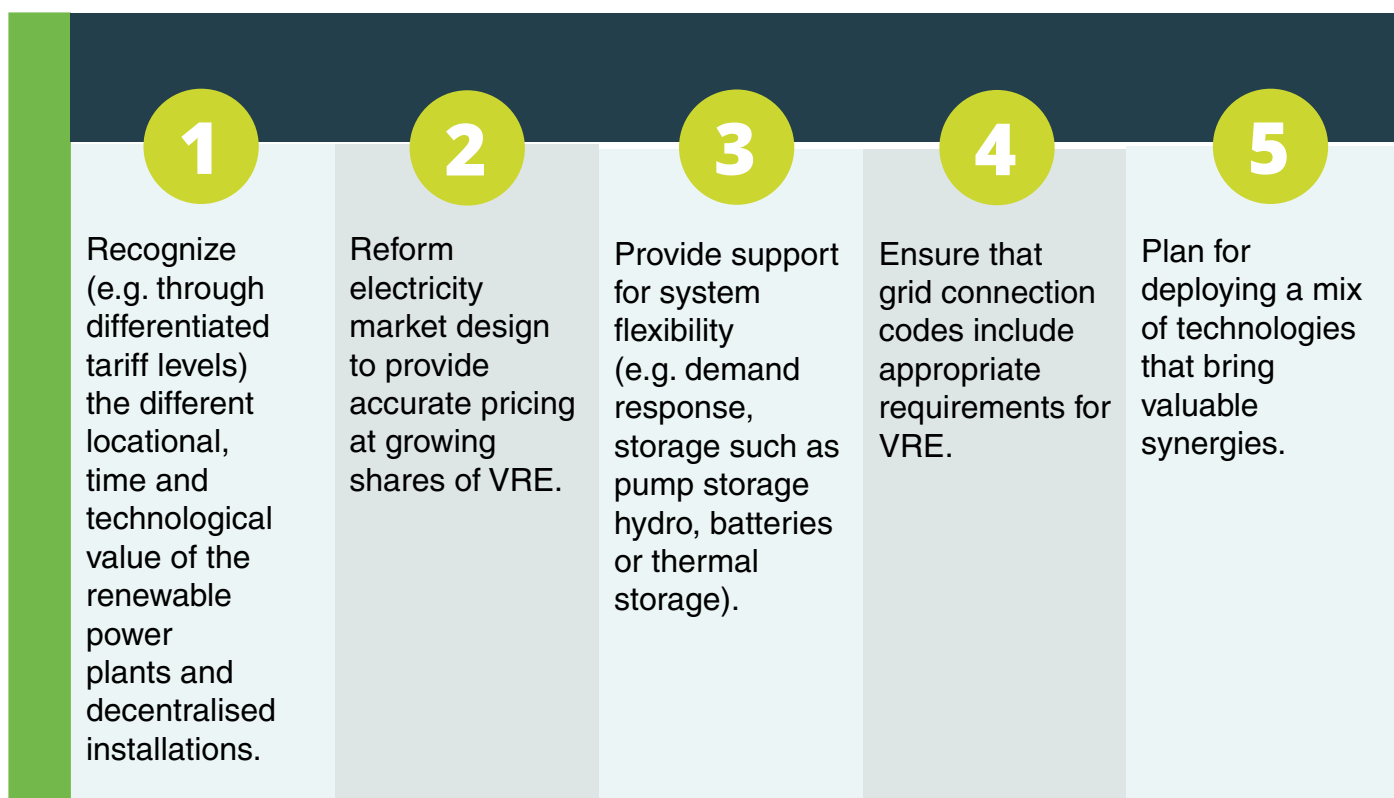 1
Recognize
(e.g. through
differentiated
tariff levels)
the different
locational,
time and
technological
value of the
renewable
power
plants and
decentralised
installations.
2
Reform
electricity
market design
to provide
accurate pricing
at growing
shares of VRE.
3
Provide support
for system
flexibility
(e.g. demand
response,
storage such as
pump storage
hydro, batteries
or thermal
storage).
4
Ensure that
grid connection
codes include
appropriate
requirements for
VRE.
5
Plan for
deploying a mix
of technologies
that bring
valuable
synergies.